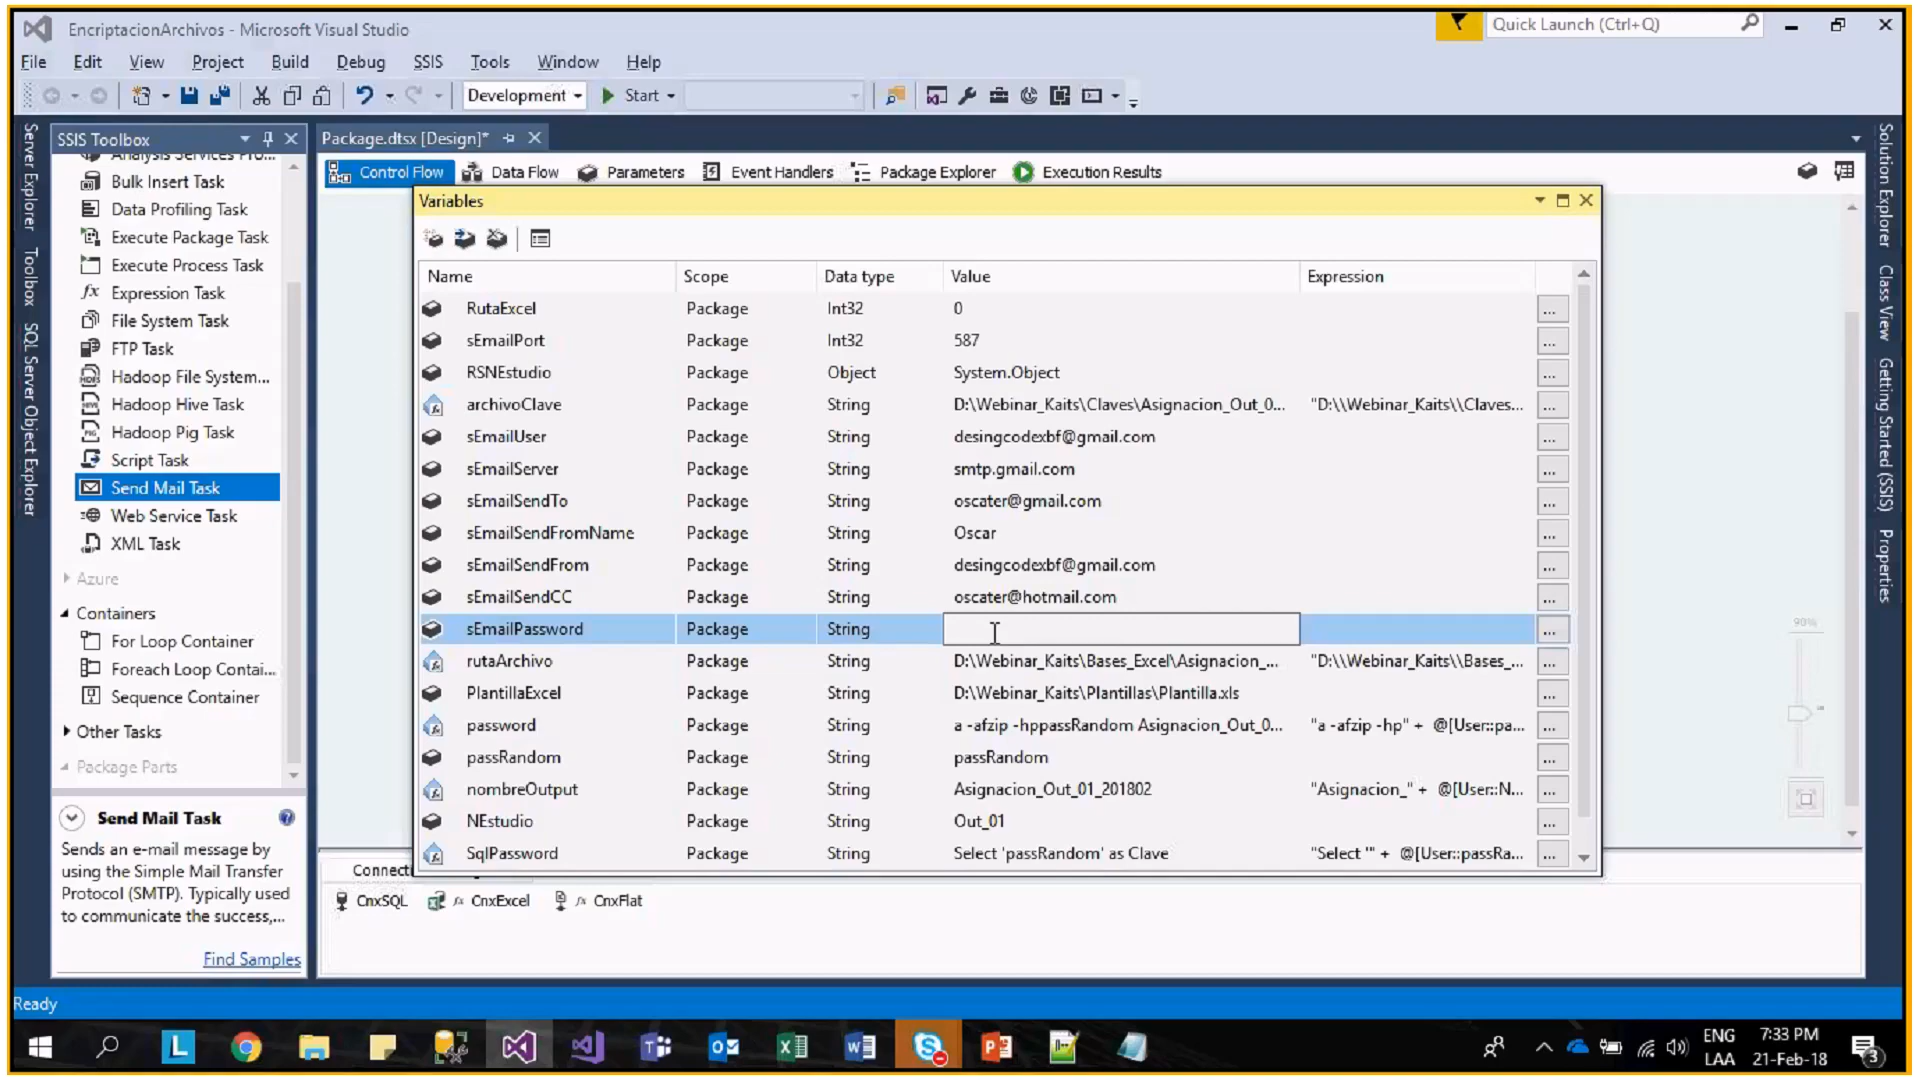 EncriptacionArchivos - Microsoft Visual Studio
Quick Launch (Ctrl+Q)
File Edit View Project Build Debug SSIS Tools Window Help
Development Start
SSIS Toolbox
Package.dtsx [Design]*
Control Flow Data Flow Parameters Event Handlers Package Explorer Execution Results
Server Explorer
Toolbox
SQL Server Object Explorer
Analysis Services Pro...
Bulk Insert Task
Data Profiling Task
Execute Package Task
Execute Process Task
Expression Task
File System Task
FTP Task
Hadoop File System...
Hadoop Hive Task
Hadoop Pig Task
Script Task
Send Mail Task
Web Service Task
XML Task
Azure
Containers
For Loop Container
Foreach Loop Contai...
Sequence Container
Other Tasks
Package Parts
Send Mail Task
Sends an e-mail message by
using the Simple Mail Transfer
Protocol (SMTP). Typically used
to communicate the success,...
Find Samples
Variables
Name Scope Data type Value Expression
RutaExcel Package Int32 0 ...
sEmailPort Package Int32 587 ...
RSNEstudio Package Object System.Object ...
archivoClave Package String D:\Webinar_Kaits\Claves\Asignacion_Out_0... "D:\\Webinar_Kaits\\Claves... ...
sEmailUser Package String desingcodexbf@gmail.com ...
sEmailServer Package String smtp.gmail.com ...
sEmailSendTo Package String oscater@gmail.com ...
sEmailSendFromName Package String Oscar ...
sEmailSendFrom Package String desingcodexbf@gmail.com ...
sEmailSendCC Package String oscater@hotmail.com ...
sEmailPassword Package String ...
rutaArchivo Package String D:\Webinar_Kaits\Bases_Excel\Asignacion_... "D:\\Webinar_Kaits\\Bases_... ...
PlantillaExcel Package String D:\Webinar_Kaits\Plantillas\Plantilla.xls ...
password Package String a -afzip -hppassRandom Asignacion_Out_0... "a -afzip -hp" + @[User::pa... ...
passRandom Package String passRandom ...
nombreOutput Package String Asignacion_Out_01_201802 "Asignacion_" + @[User::N... ...
NEstudio Package String Out_01 ...
SqlPassword Package String Select 'passRandom' as Clave "Select '" + @[User::passRa... ...
90%
Connect
CnxSQL CnxExcel CnxFlat
Solution Explorer
Class View
Getting Started (SSIS)
Properties
Ready
ENG
LAA
7:33 PM
21-Feb-18
3